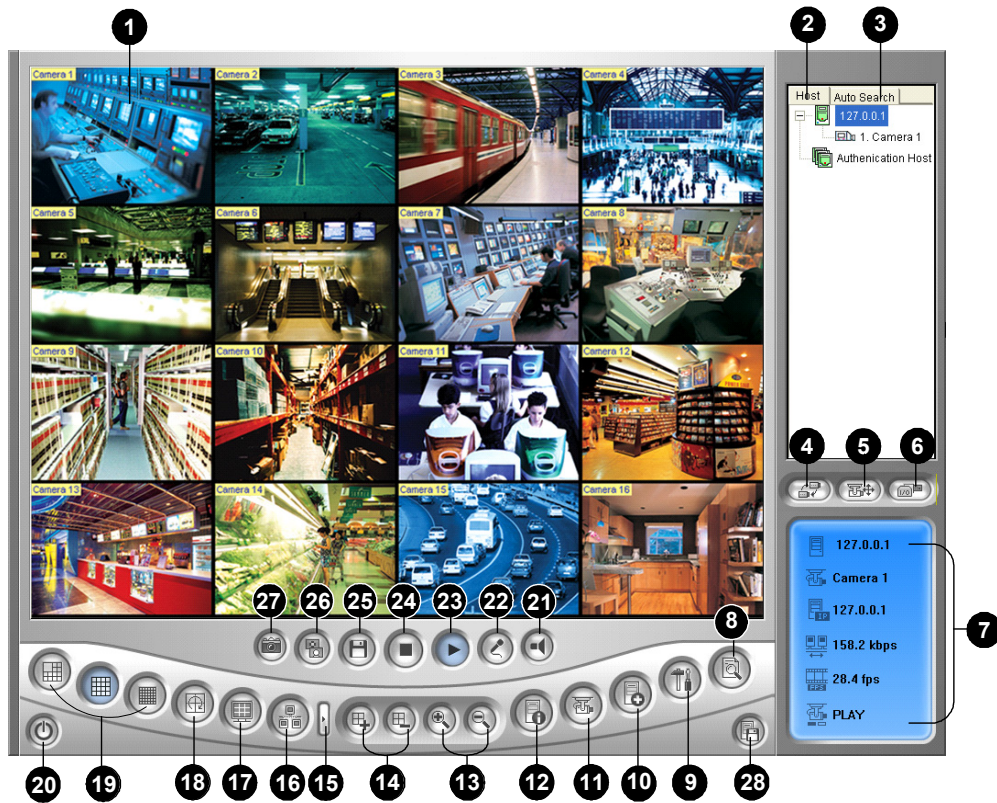 1
2
3
Camera 1
Camera 2
Camera 3
Camera 4
Host
Auto Search
127.0.0.1
1. Camera 1
Authenication Host
Camera 5
Camera 6
Camera 7
Camera 8
Camera 9
Camera 10
Camera 11
Camera 12
4
5
6
I/O
Camera 13
Camera 14
Camera 15
Camera 16
127.0.0.1
Camera 1
IP
127.0.0.1
158.2 kbps
FPS
28.4 fps
PLAY
7
27
26
25
24
23
22
21
8
20
19
18
17
16
15
14
13
12
11
10
9
28